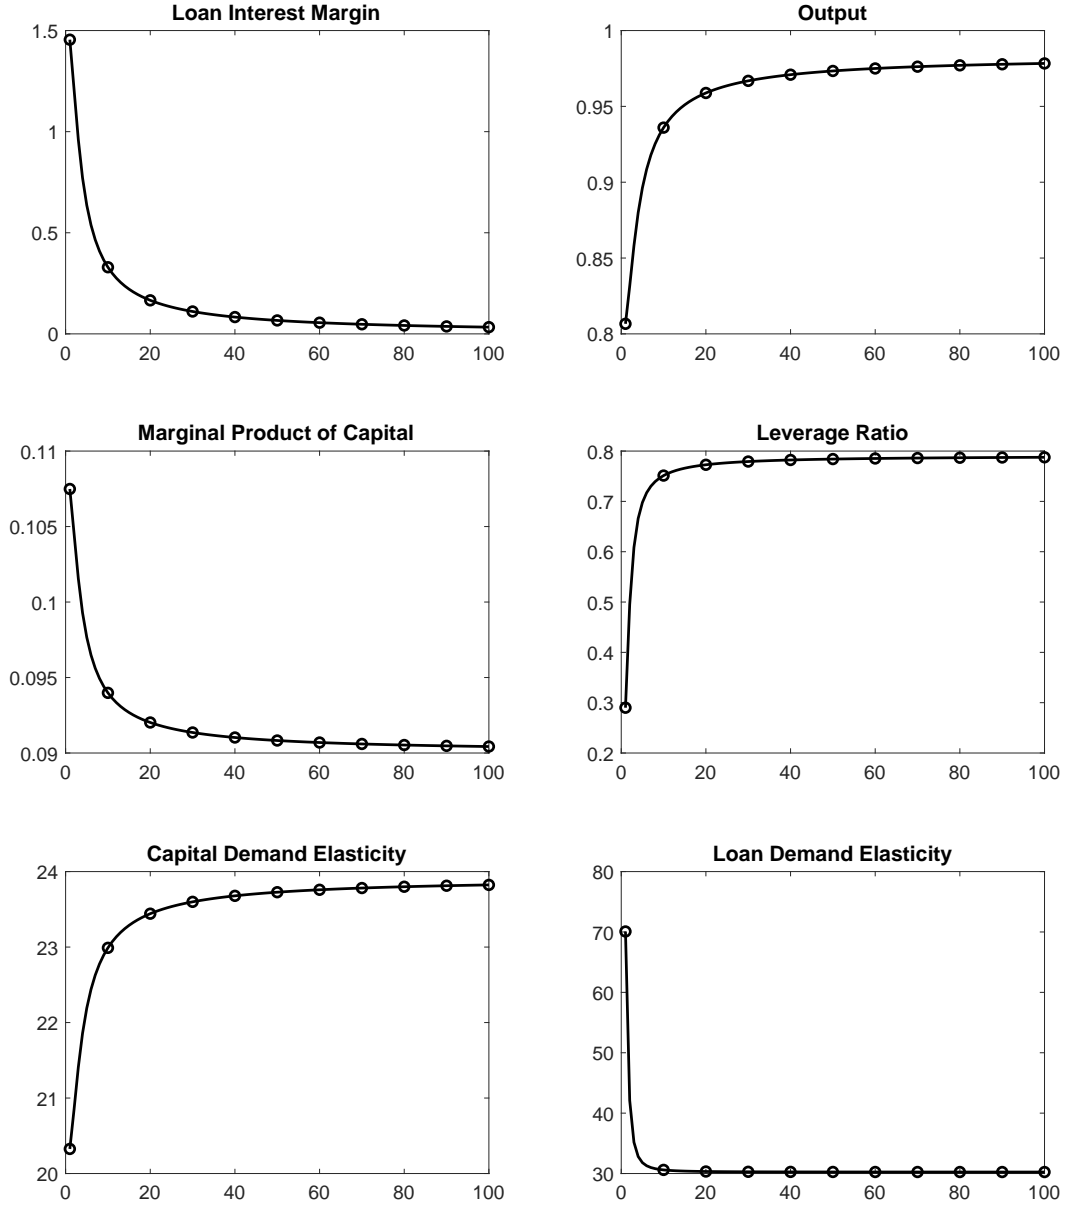 Loan Interest Margin
1.5
1
0.5
0
0 20 40 60 80 100
Output
1
0.95
0.9
0.85
0.8
0 20 40 60 80 100
Marginal Product of Capital
0.11
0.105
0.1
0.095
0.09
0 20 40 60 80 100
Leverage Ratio
0.8
0.7
0.6
0.5
0.4
0.3
0.2
0 20 40 60 80 100
Capital Demand Elasticity
24
23
22
21
20
0 20 40 60 80 100
Loan Demand Elasticity
80
70
60
50
40
30
0 20 40 60 80 100